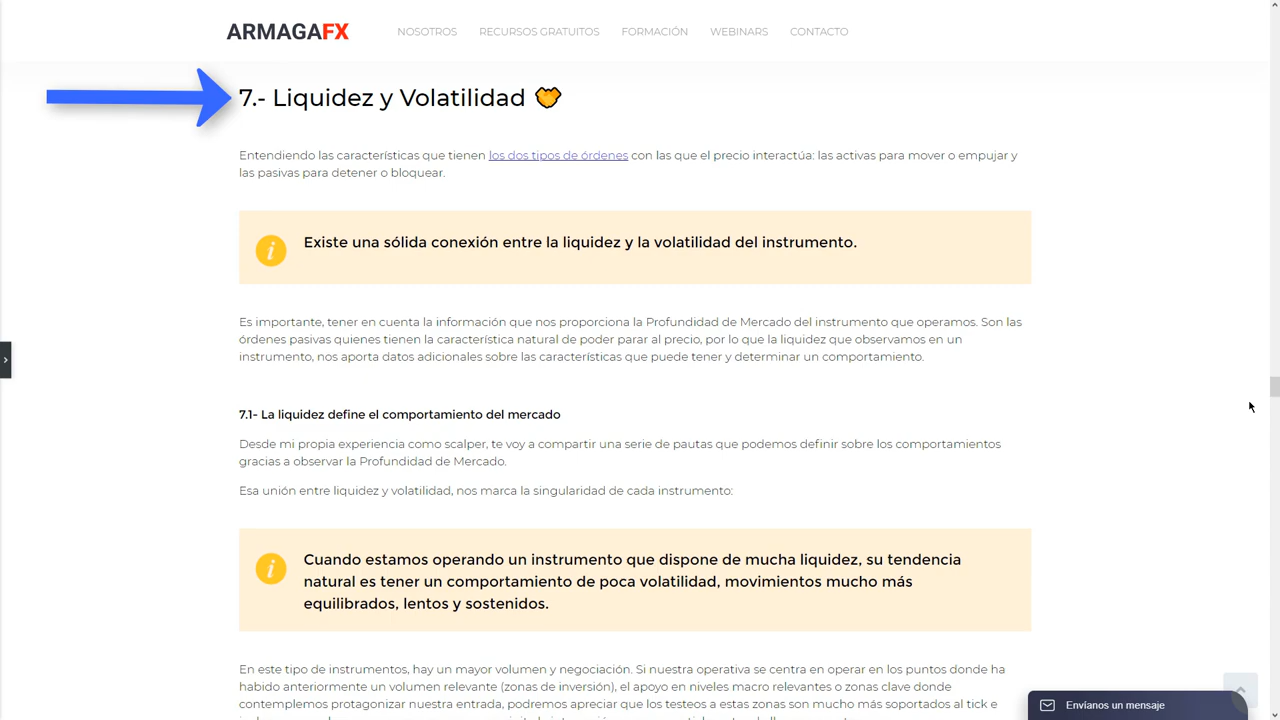 ARMAGAFX
NOSOTROS RECURSOS GRATUITOS FORMACIÓN WEBINARS CONTACTO
7.- Liquidez y Volatilidad
Entendiendo las características que tienen los dos tipos de órdenes con las que el precio interactúa: las activas para mover o empujar y
las pasivas para detener o bloquear.
i
Existe una sólida conexión entre la liquidez y la volatilidad del instrumento.
Es importante, tener en cuenta la información que nos proporciona la Profundidad de Mercado del instrumento que operamos. Son las
órdenes pasivas quienes tienen la característica natural de poder parar al precio, por lo que la liquidez que observamos en un
instrumento, nos aporta datos adicionales sobre las características que puede tener y determinar un comportamiento.
7.1- La liquidez define el comportamiento del mercado
Desde mi propia experiencia como scalper, te voy a compartir una serie de pautas que podemos definir sobre los comportamientos
gracias a observar la Profundidad de Mercado.
Esa unión entre liquidez y volatilidad, nos marca la singularidad de cada instrumento:
i
Cuando estamos operando un instrumento que dispone de mucha liquidez, su tendencia
natural es tener un comportamiento de poca volatilidad, movimientos mucho más
equilibrados, lentos y sostenidos.
En este tipo de instrumentos, hay un mayor volumen y negociación. Si nuestra operativa se centra en operar en los puntos donde ha
habido anteriormente un volumen relevante (zonas de inversión), el apoyo en niveles macro relevantes o zonas clave donde
contemplemos protagonizar nuestra entrada, podremos apreciar que los testeos a estas zonas son mucho más soportados al tick e
Envíanos un mensaje